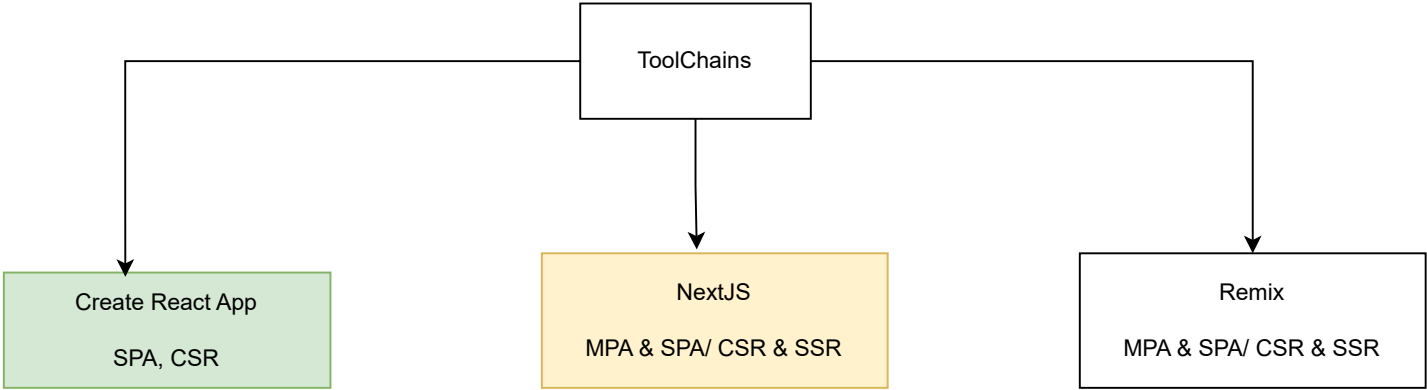 ToolChains
Create React App
SPA, CSR
NextJS
MPA & SPA/ CSR & SSR
Remix
MPA & SPA/ CSR & SSR